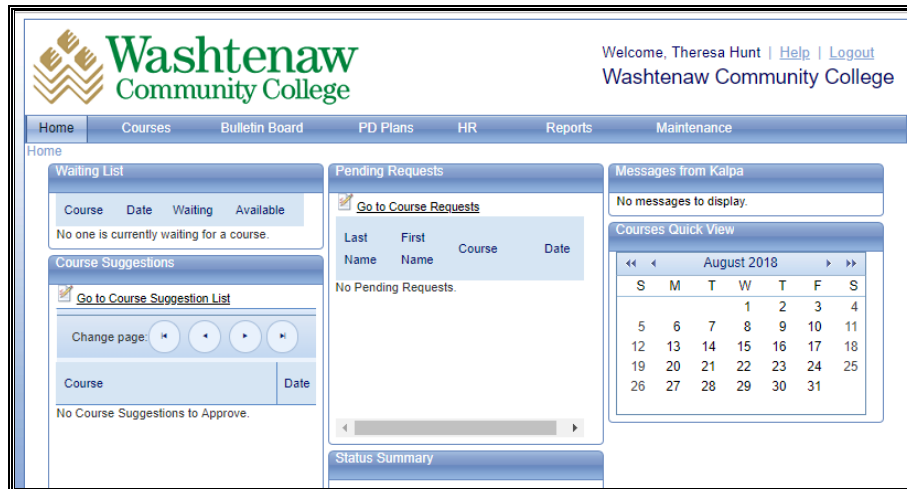 Washtenaw
Community College
Welcome, Theresa Hunt | Help | Logout
Washtenaw Community College
Home Courses Bulletin Board PD Plans HR Reports Maintenance
Home
Waiting List
Course Date Waiting Available
No one is currently waiting for a course.
Course Suggestions
Go to Course Suggestion List
Change page:
Course Date
No Course Suggestions to Approve.
Pending Requests
Go to Course Requests
Last Name First Name Course Date
No Pending Requests.
Status Summary
Messages from Kalpa
No messages to display.
Courses Quick View
August 2018
S M T W T F S
1 2 3 4
5 6 7 8 9 10 11
12 13 14 15 16 17 18
19 20 21 22 23 24 25
26 27 28 29 30 31